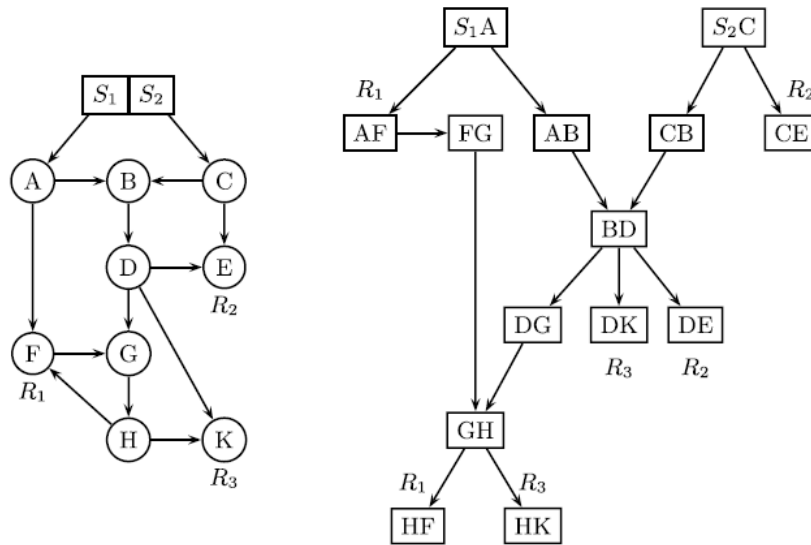 S₁ S₂
A B C
D E
R₂
F G
R₁
H K
R₃
S₁A S₂C
R₁ R₂
AF FG AB CB CE
BD
DG DK DE
R₃ R₂
GH
R₁ R₃
HF HK